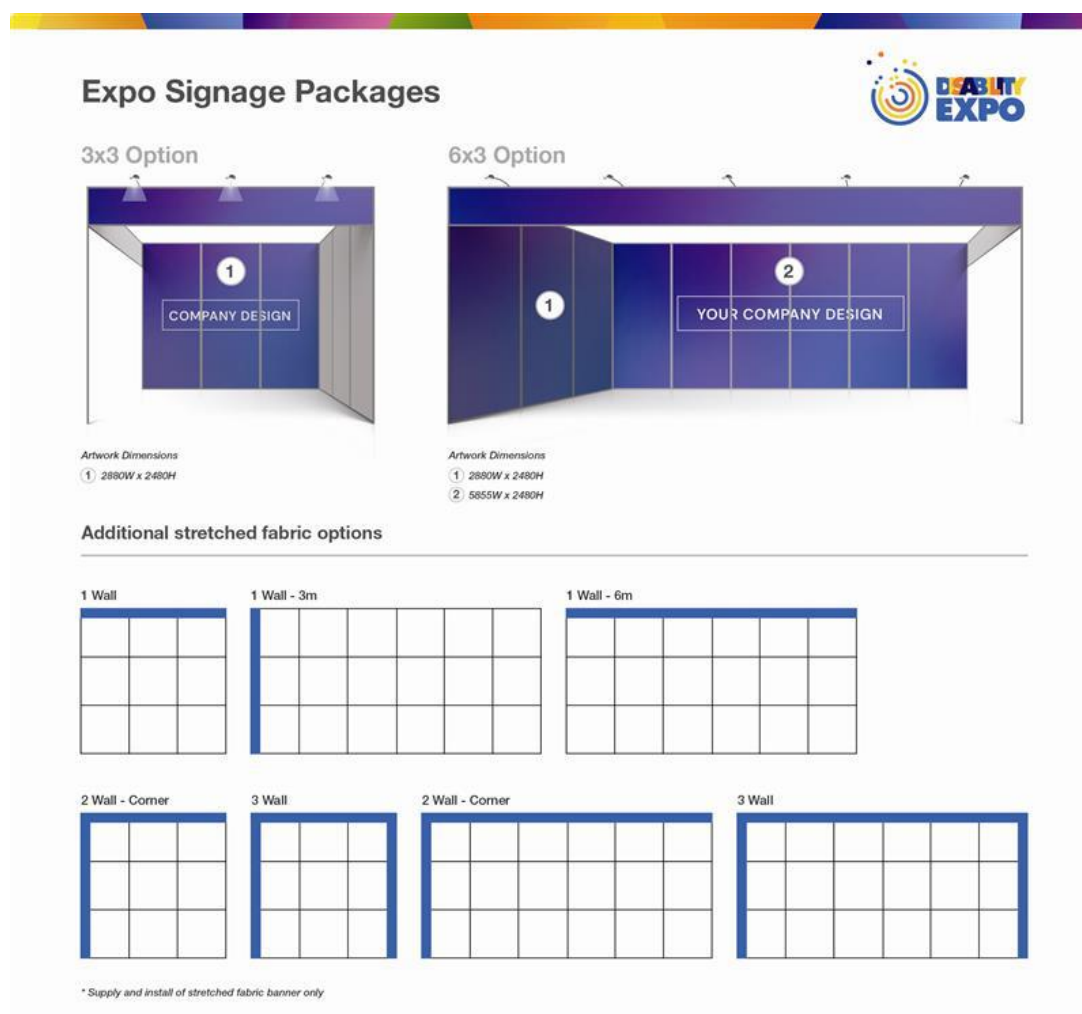 Expo Signage Packages
DISABILITY
EXPO
3x3 Option
6x3 Option
1
COMPANY DESIGN
1
2
YOUR COMPANY DESIGN
Artwork Dimensions
1 2880W x 2480H
Artwork Dimensions
1 2880W x 2480H
2 5855W x 2480H
Additional stretched fabric options
1 Wall
1 Wall - 3m
1 Wall - 6m
2 Wall - Corner
3 Wall
2 Wall - Corner
3 Wall
* Supply and install of stretched fabric banner only